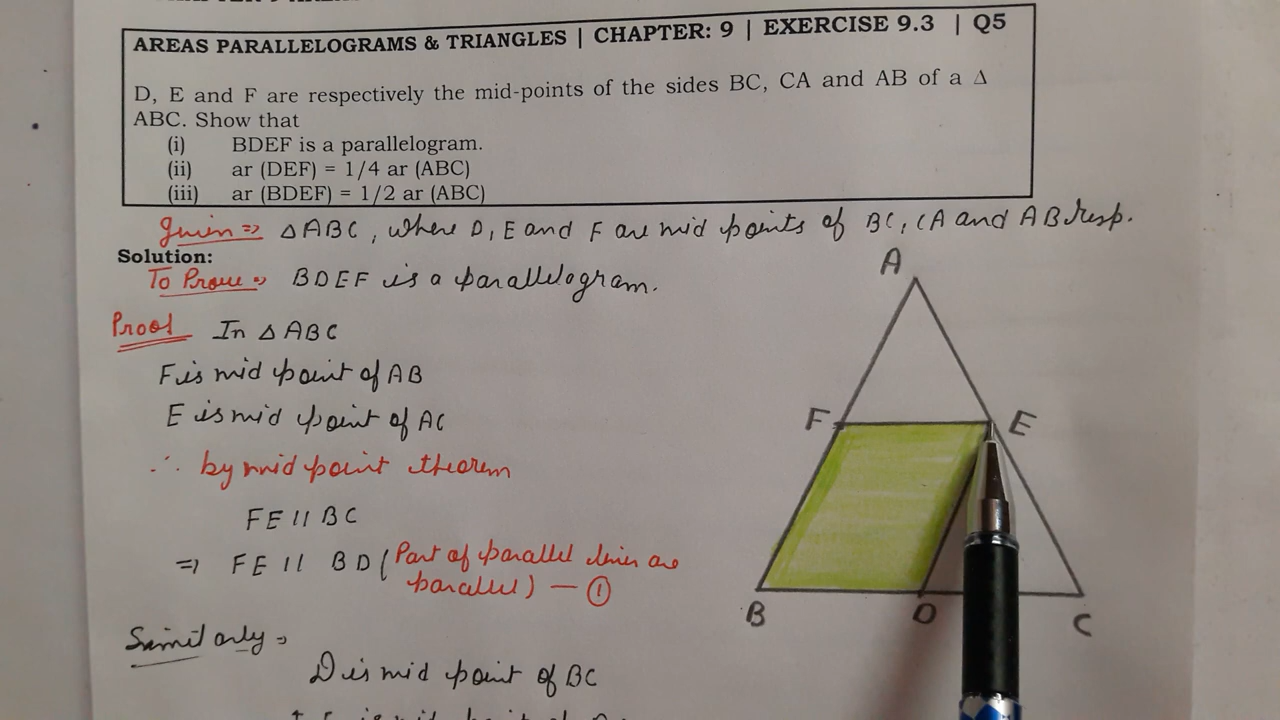 AREAS PARALLELOGRAMS & TRIANGLES | CHAPTER: 9 | EXERCISE 9.3 | Q5
D, E and F are respectively the mid-points of the sides BC, CA and AB of a Δ
ABC. Show that
(i) BDEF is a parallelogram.
(ii) ar (DEF) = 1/4 ar (ABC)
(iii) ar (BDEF) = 1/2 ar (ABC)
Given => Δ ABC, where D, E and F are mid points of BC, CA and AB resp.
Solution:
To Prove => BDEF is a parallelogram.
Proof In Δ ABC
F is mid point of AB
E is mid point of AC
∴ by mid point theorem
FE || BC
=> FE || BD (Part of parallel lines are
parallel) — ①
Similarly,
D is mid point of BC
A
F
E
B
D
C